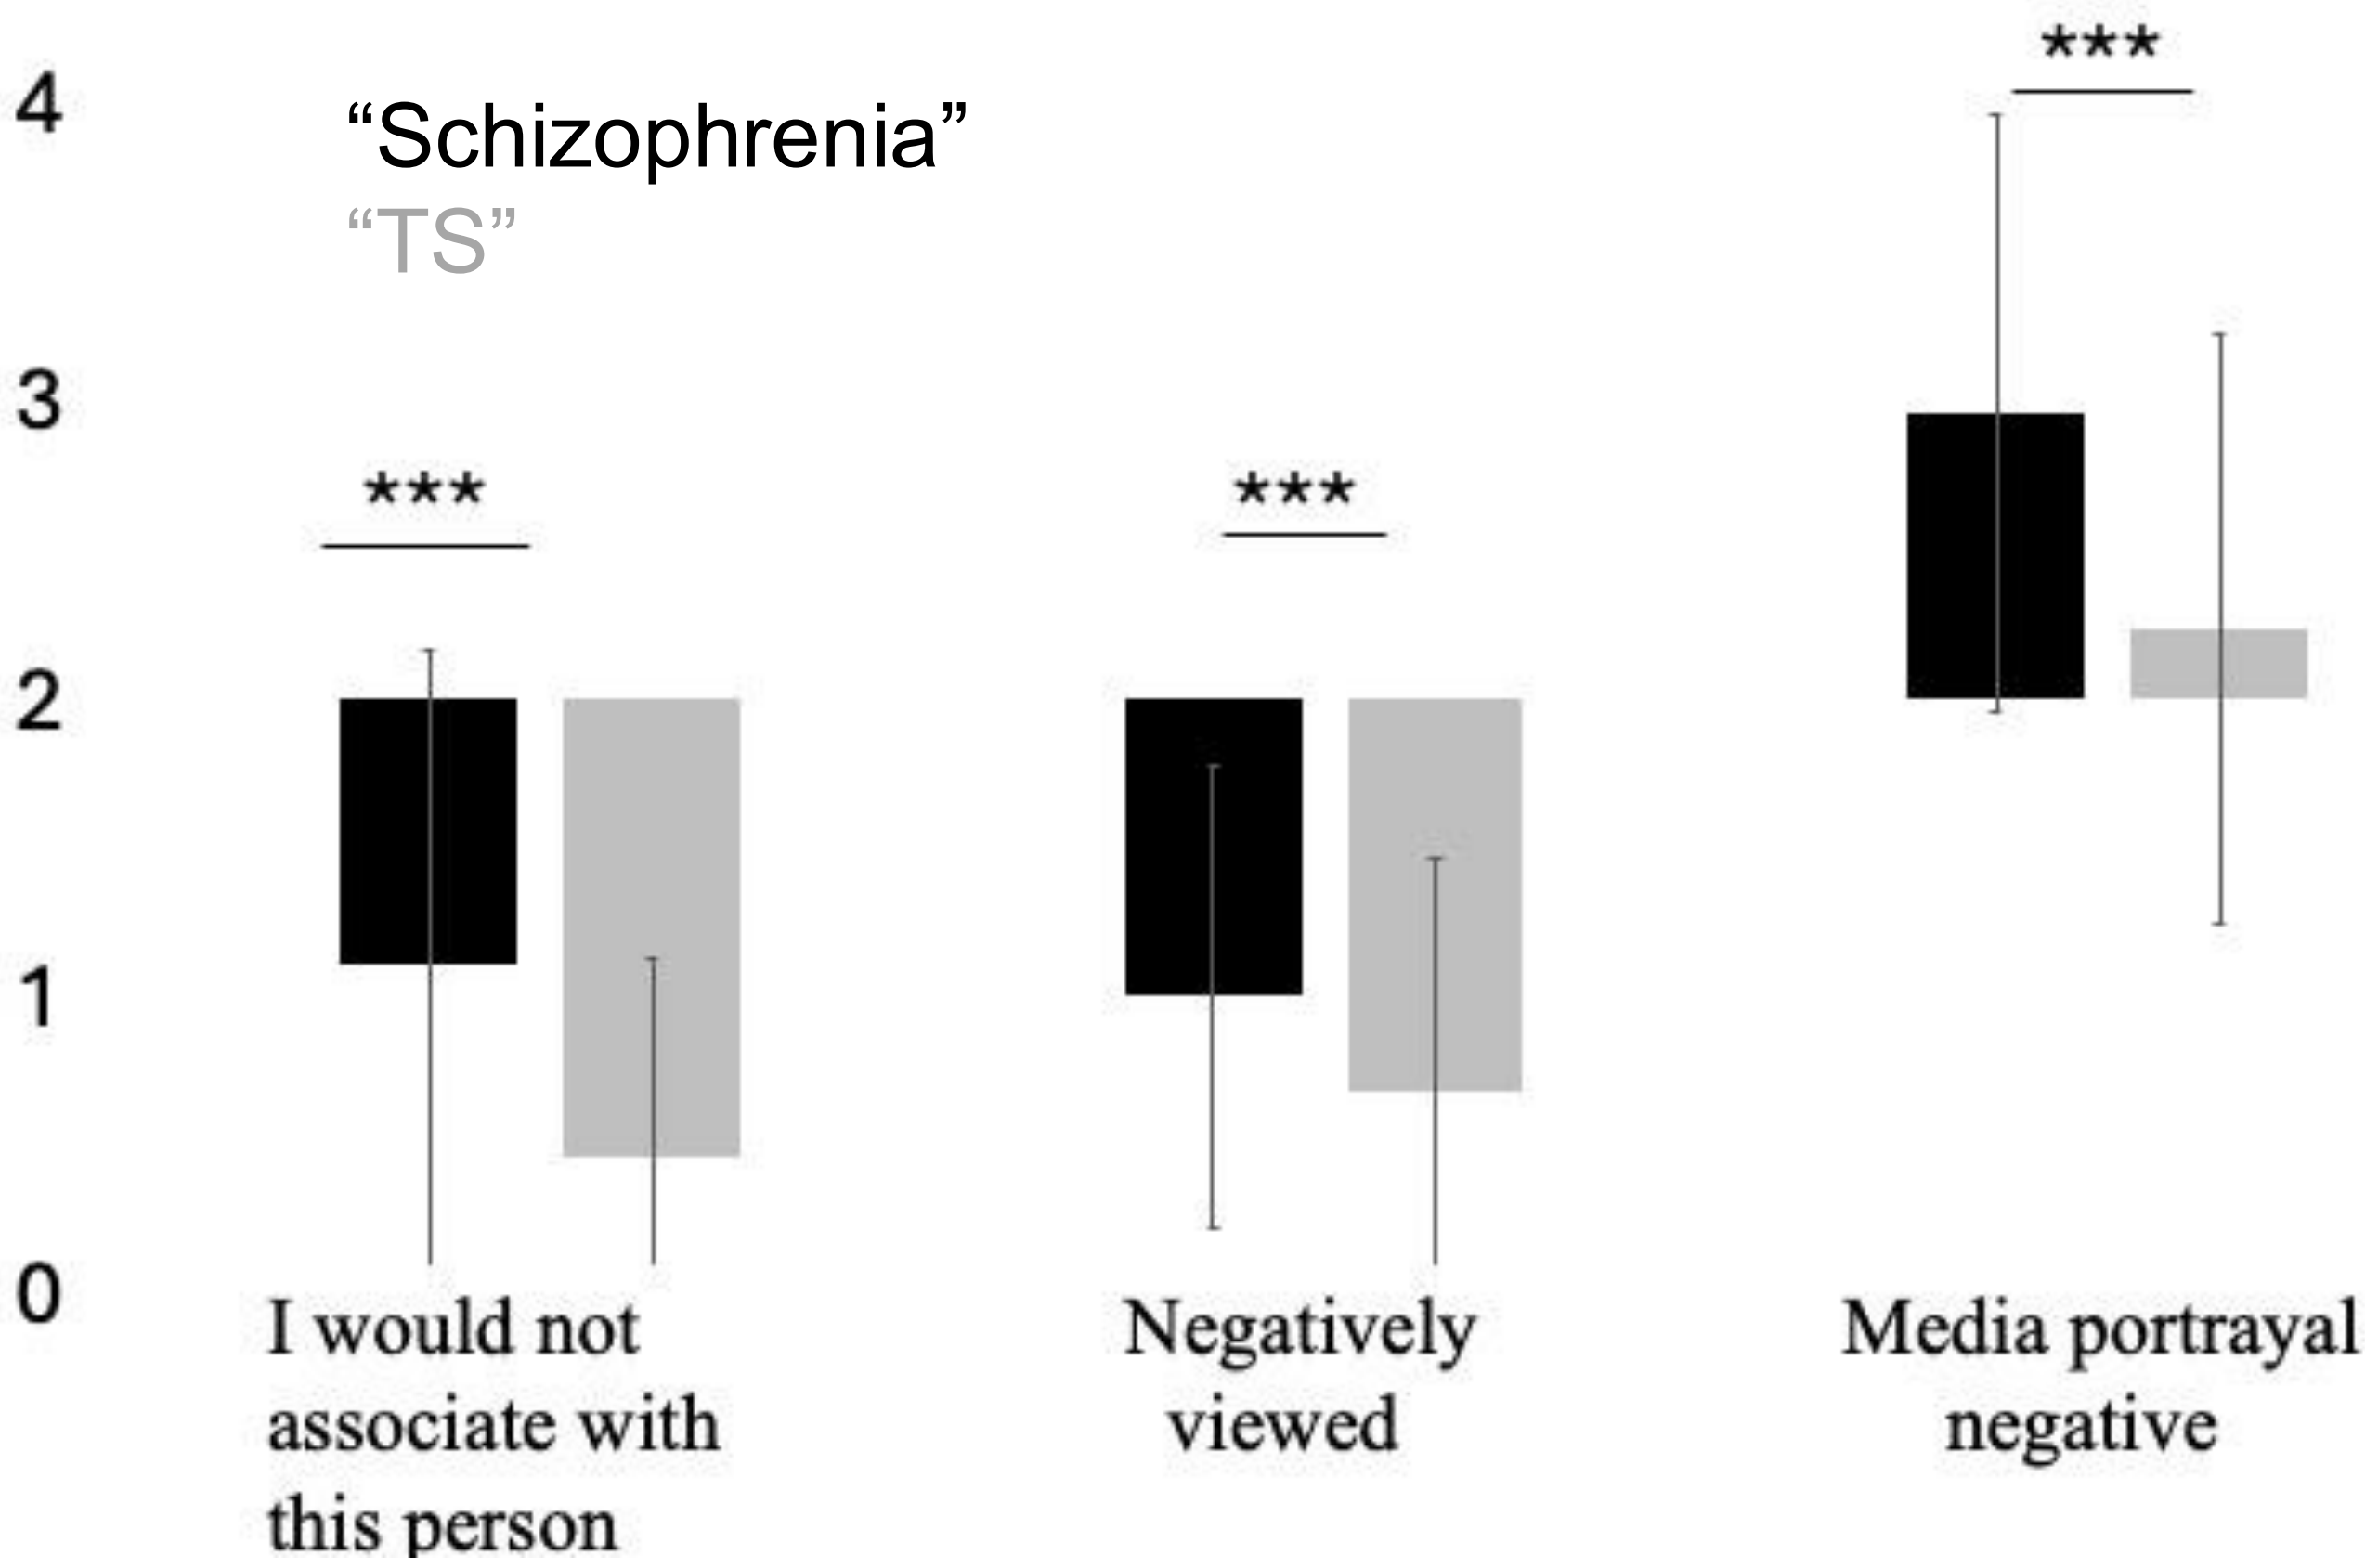 4
“Schizophrenia”
“TS”
3
2
1
0
***
***
***
I would not
associate with
this person
Negatively
viewed
Media portrayal
negative